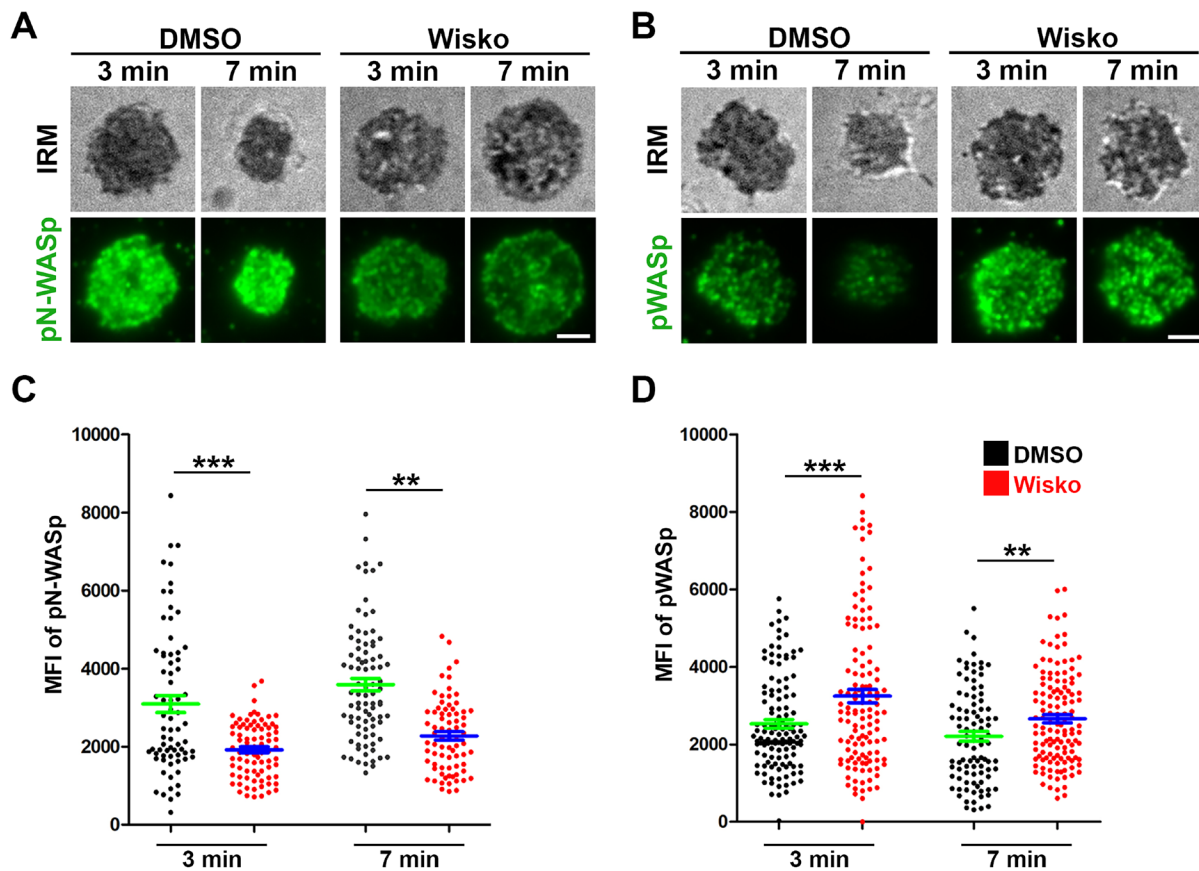 A
DMSO
Wisko
3 min
7 min
3 min
7 min
IRM
pN-WASp
B
DMSO
Wisko
3 min
7 min
3 min
7 min
IRM
pWASp
C
10000
8000
6000
4000
2000
0
MFI of pN-WASp
***
**
3 min
7 min
D
10000
8000
6000
4000
2000
0
MFI of pWASp
***
**
DMSO
Wisko
3 min
7 min